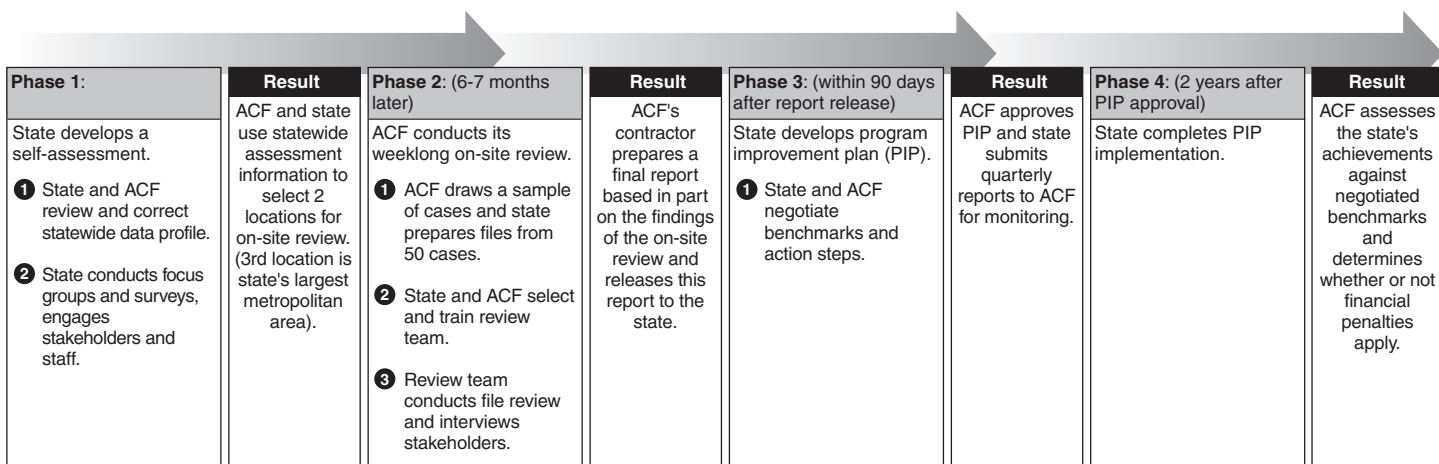 Phase 1:
State develops a
self-assessment.
1 State and ACF
review and correct
statewide data profile.
2 State conducts focus
groups and surveys,
engages
stakeholders and
staff.
Result
ACF and state
use statewide
assessment
information to
select 2
locations for
on-site review.
(3rd location is
state's largest
metropolitan
area).
Phase 2: (6-7 months
later)
ACF conducts its
weeklong on-site review.
1 ACF draws a sample
of cases and state
prepares files from
50 cases.
2 State and ACF select
and train review
team.
3 Review team
conducts file review
and interviews
stakeholders.
Result
ACF's
contractor
prepares a
final report
based in part
on the findings
of the on-site
review and
releases this
report to the
state.
Phase 3: (within 90 days
after report release)
State develops program
improvement plan (PIP).
1 State and ACF
negotiate
benchmarks and
action steps.
Result
ACF approves
PIP and state
submits
quarterly
reports to ACF
for monitoring.
Phase 4: (2 years after
PIP approval)
State completes PIP
implementation.
Result
ACF assesses
the state's
achievements
against
negotiated
benchmarks
and
determines
whether or not
financial
penalties
apply.